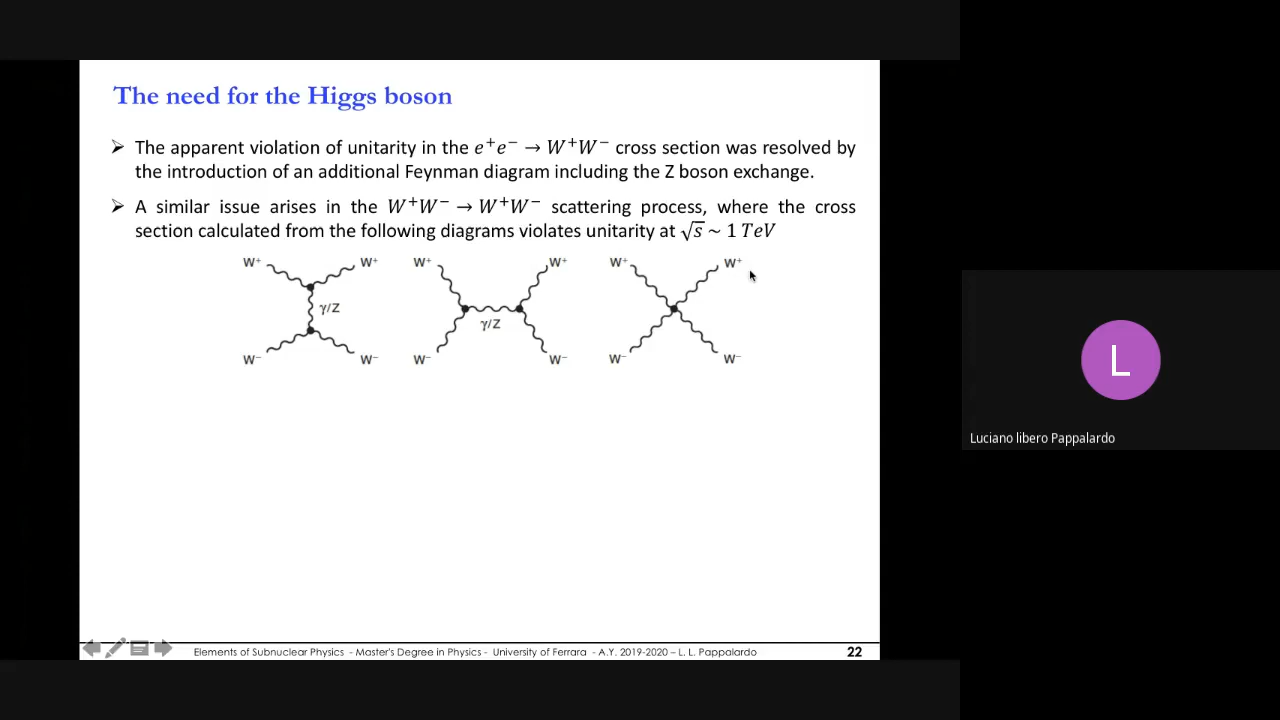 The need for the Higgs boson
➢ The apparent violation of unitarity in the e⁺e⁻ → W⁺W⁻ cross section was resolved by
the introduction of an additional Feynman diagram including the Z boson exchange.
➢ A similar issue arises in the W⁺W⁻ → W⁺W⁻ scattering process, where the cross
section calculated from the following diagrams violates unitarity at √s ~ 1 TeV
W⁺ W⁺ W⁺ W⁺ W⁺ W⁺
γ/Z
γ/Z
W⁻ W⁻ W⁻ W⁻ W⁻ W⁻
L
Luciano libero Pappalardo
Elements of Subnuclear Physics - Master's Degree in Physics - University of Ferrara - A.Y. 2019-2020 – L. L. Pappalardo 22